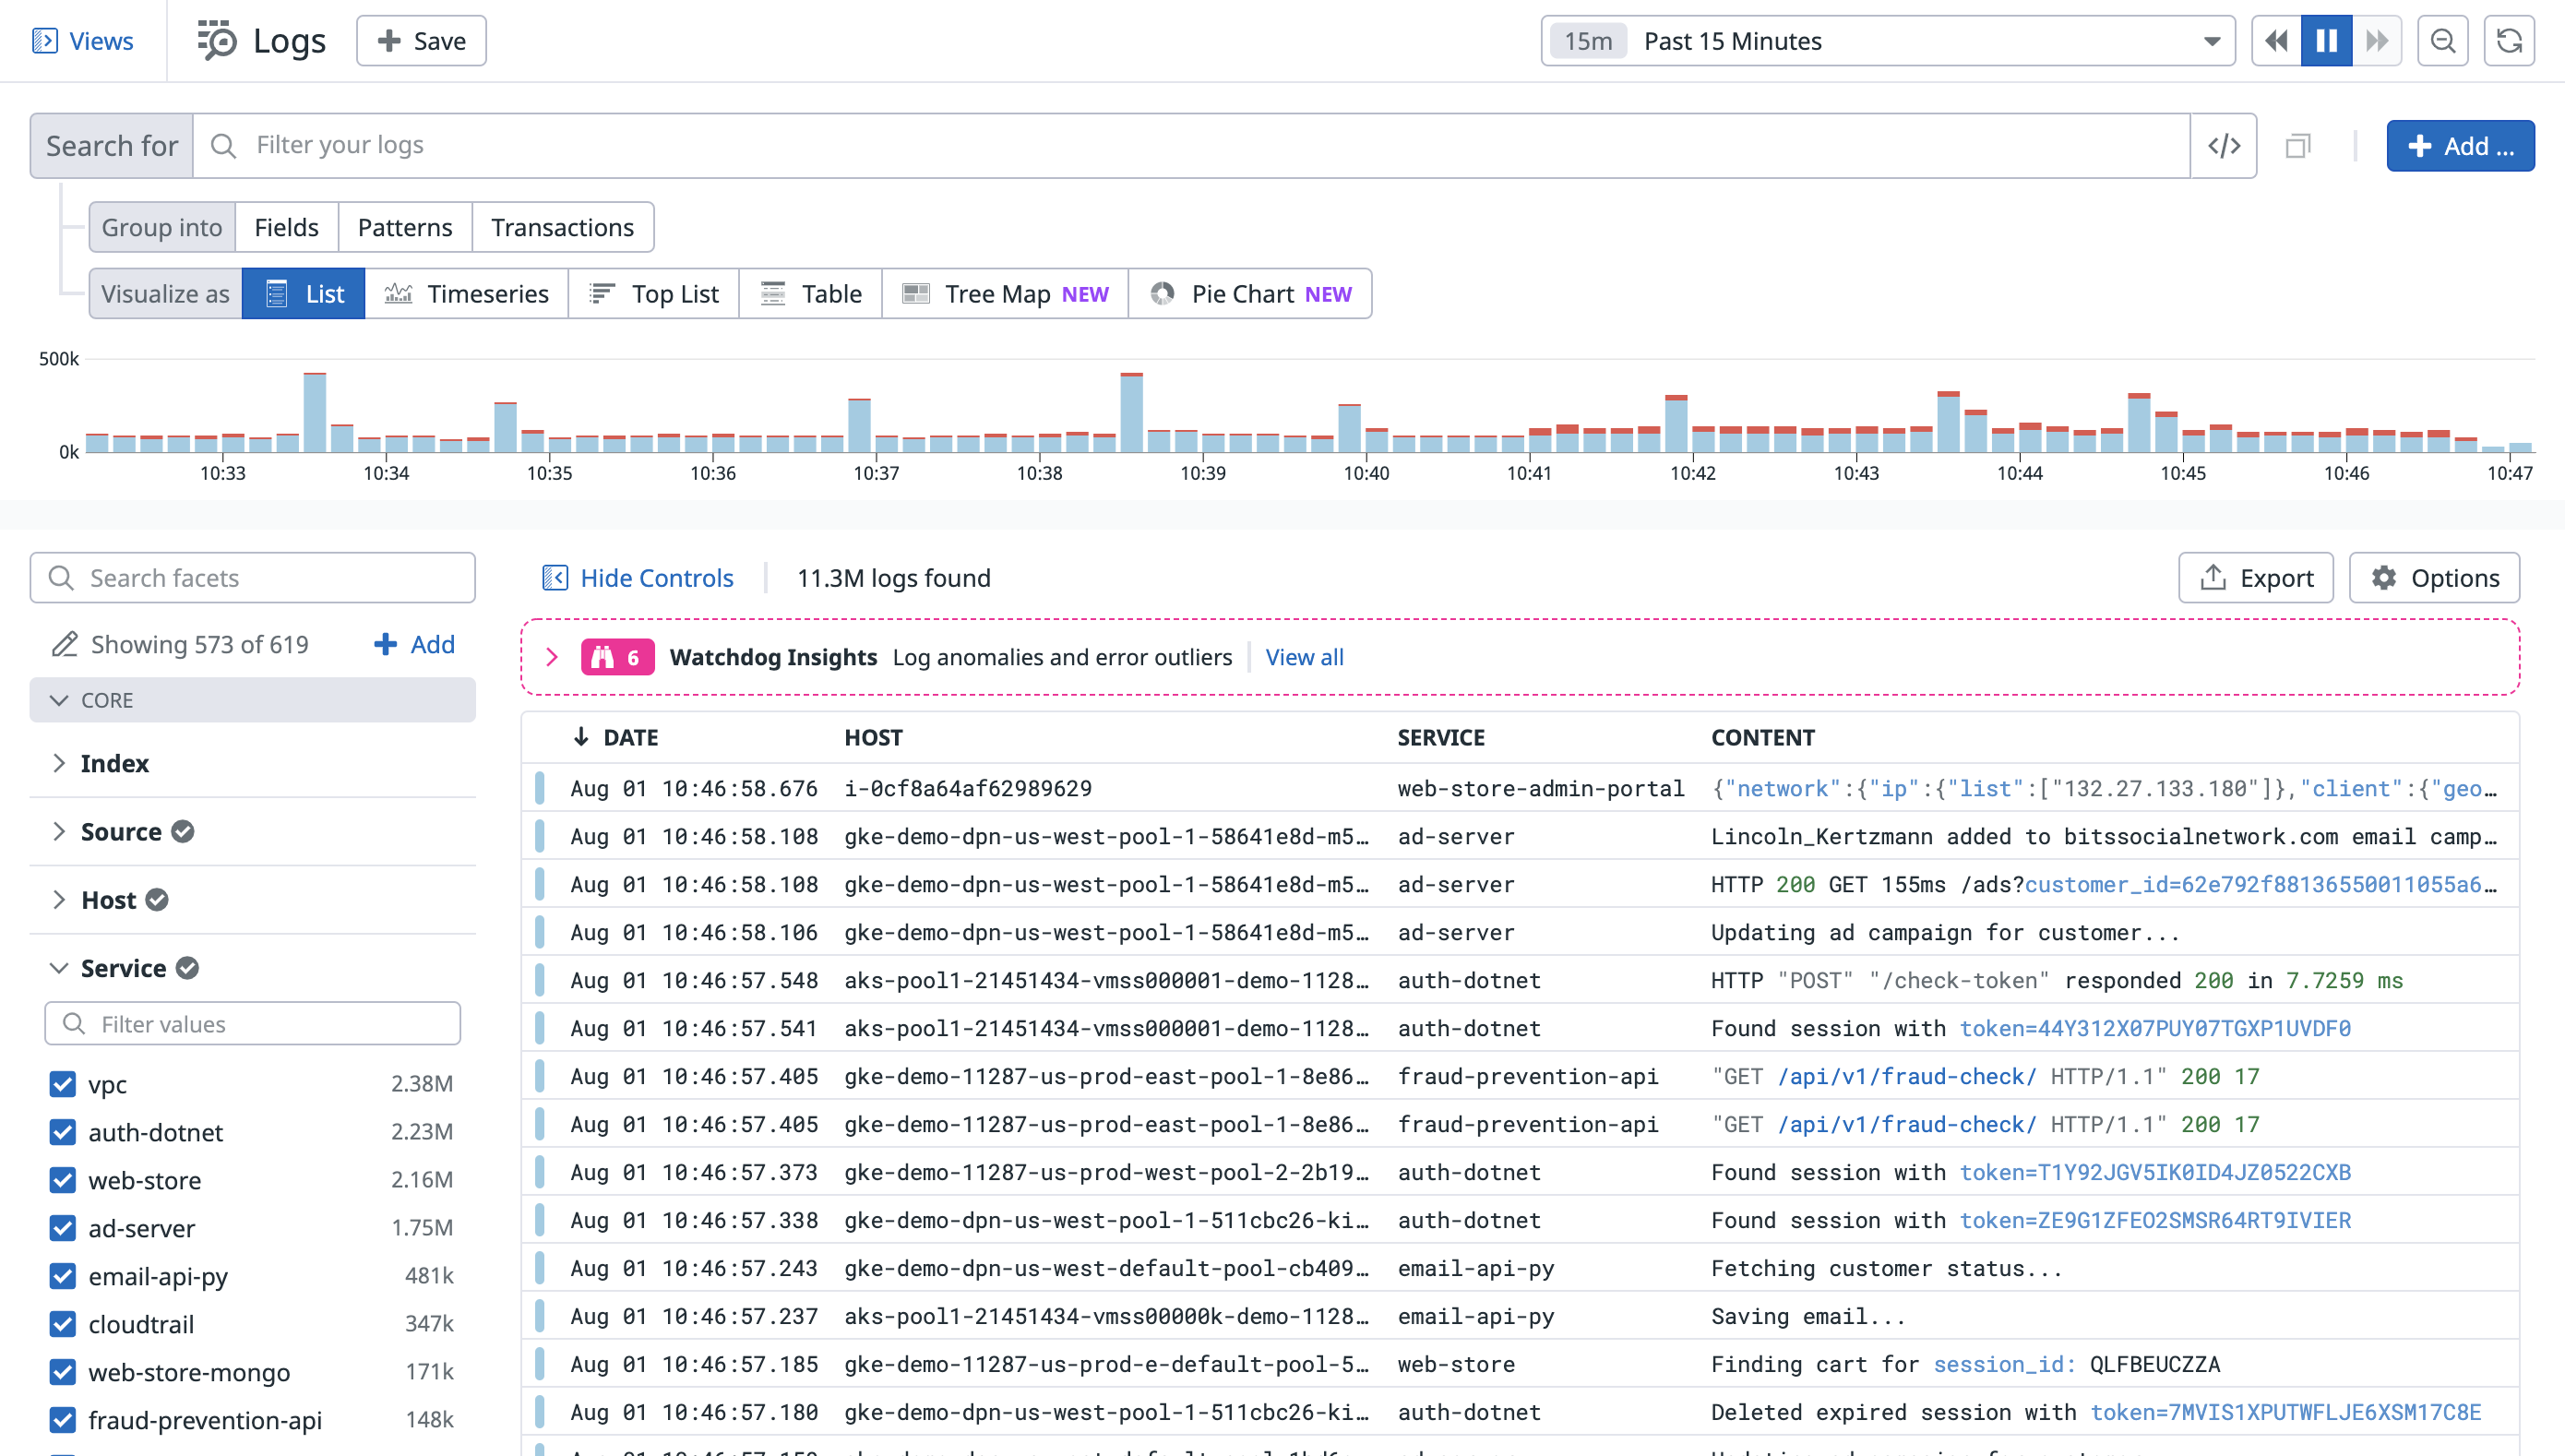 Views Logs Save 15m Past 15 Minutes
Search for Filter your logs </> Add ...
Group into Fields Patterns Transactions
Visualize as List Timeseries Top List Table Tree Map NEW Pie Chart NEW
500k
0k
10:33 10:34 10:35 10:36 10:37 10:38 10:39 10:40 10:41 10:42 10:43 10:44 10:45 10:46 10:47
Search facets
Showing 573 of 619 Add
CORE
Index
Source
Host
Service
Filter values
vpc 2.38M
auth-dotnet 2.23M
web-store 2.16M
ad-server 1.75M
email-api-py 481k
cloudtrail 347k
web-store-mongo 171k
fraud-prevention-api 148k
Hide Controls 11.3M logs found Export Options
6 Watchdog Insights Log anomalies and error outliers View all
DATE HOST SERVICE CONTENT
Aug 01 10:46:58.676 i-0cf8a64af62989629 web-store-admin-portal {"network":{"ip":{"list":["132.27.133.180"]},"client":{"geo…
Aug 01 10:46:58.108 gke-demo-dpn-us-west-pool-1-58641e8d-m5… ad-server Lincoln_Kertzmann added to bitssocialnetwork.com email camp…
Aug 01 10:46:58.108 gke-demo-dpn-us-west-pool-1-58641e8d-m5… ad-server HTTP 200 GET 155ms /ads?customer_id=62e792f88136550011055a6…
Aug 01 10:46:58.106 gke-demo-dpn-us-west-pool-1-58641e8d-m5… ad-server Updating ad campaign for customer...
Aug 01 10:46:57.548 aks-pool1-21451434-vmss000001-demo-1128… auth-dotnet HTTP "POST" "/check-token" responded 200 in 7.7259 ms
Aug 01 10:46:57.541 aks-pool1-21451434-vmss000001-demo-1128… auth-dotnet Found session with token=44Y312X07PUY07TGXP1UVDF0
Aug 01 10:46:57.405 gke-demo-11287-us-prod-east-pool-1-8e86… fraud-prevention-api "GET /api/v1/fraud-check/ HTTP/1.1" 200 17
Aug 01 10:46:57.405 gke-demo-11287-us-prod-east-pool-1-8e86… fraud-prevention-api "GET /api/v1/fraud-check/ HTTP/1.1" 200 17
Aug 01 10:46:57.373 gke-demo-11287-us-prod-west-pool-2-2b19… auth-dotnet Found session with token=T1Y92JGV5IK0ID4JZ0522CXB
Aug 01 10:46:57.338 gke-demo-dpn-us-west-pool-1-511cbc26-ki… auth-dotnet Found session with token=ZE9G1ZFEO2SMSR64RT9IVIER
Aug 01 10:46:57.243 gke-demo-dpn-us-west-default-pool-cb409… email-api-py Fetching customer status...
Aug 01 10:46:57.237 aks-pool1-21451434-vmss00000k-demo-1128… email-api-py Saving email...
Aug 01 10:46:57.185 gke-demo-11287-us-prod-e-default-pool-5… web-store Finding cart for session_id: QLFBEUCZZA
Aug 01 10:46:57.180 gke-demo-dpn-us-west-pool-1-511cbc26-ki… auth-dotnet Deleted expired session with token=7MVIS1XPUTWFLJE6XSM17C8E